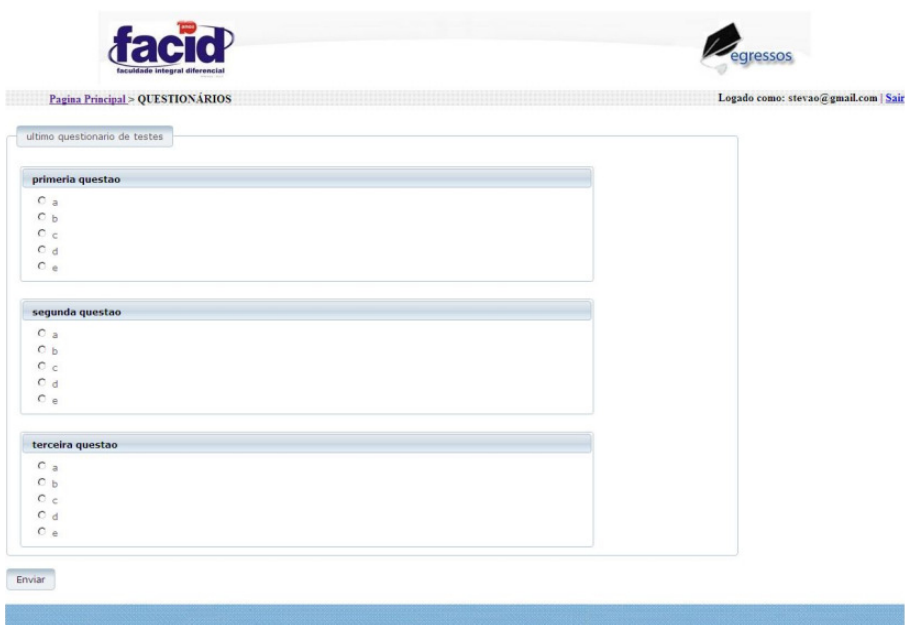 facid
faculdade integral diferencial
egressos
Pagina Principal > QUESTIONÁRIOS
Logado como: stevao@gmail.com | Sair
ultimo questionario de testes
primeria questao
a
b
c
d
e
segunda questao
a
b
c
d
e
terceira questao
a
b
c
d
e
Enviar